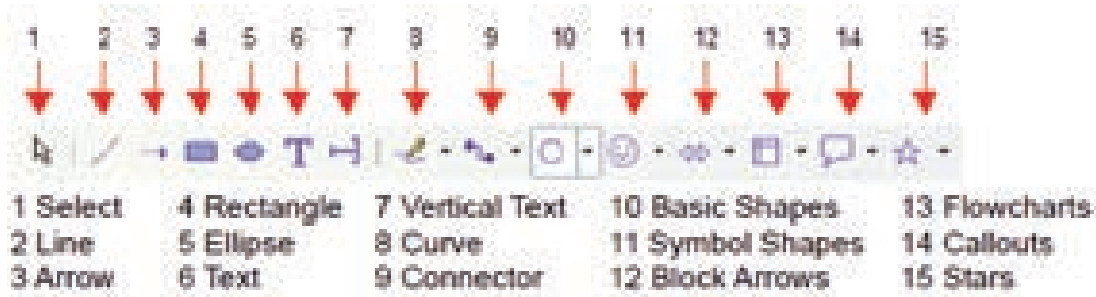 1 2 3 4 5 6 7 8 9 10 11 12 13 14 15
1 Select 4 Rectangle 7 Vertical Text 10 Basic Shapes 13 Flowcharts
2 Line 5 Ellipse 8 Curve 11 Symbol Shapes 14 Callouts
3 Arrow 6 Text 9 Connector 12 Block Arrows 15 Stars